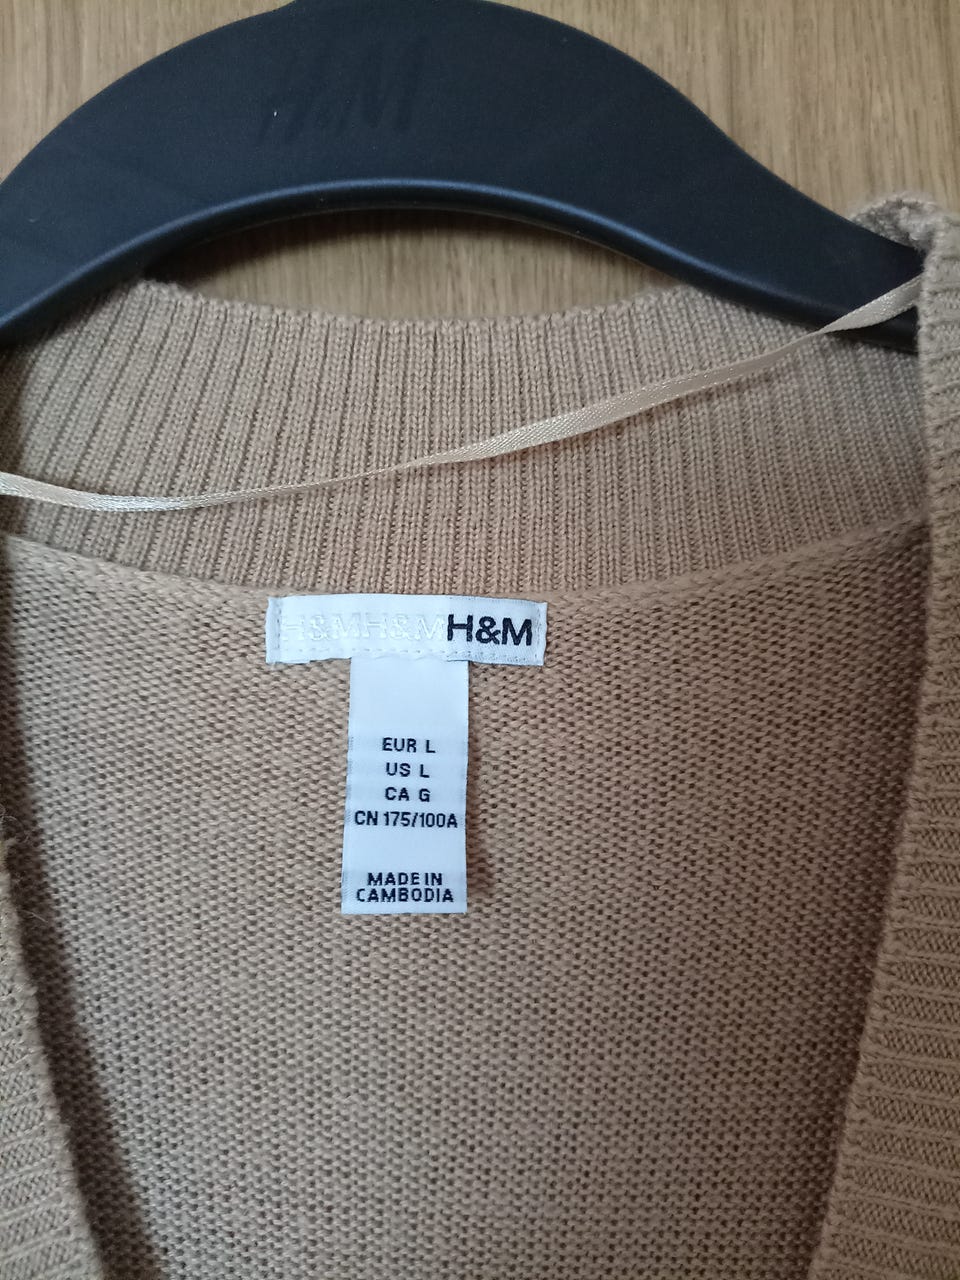 H&M
H&MH&MH&M
EUR L
US L
CA G
CN 175/100A
MADE IN
CAMBODIA